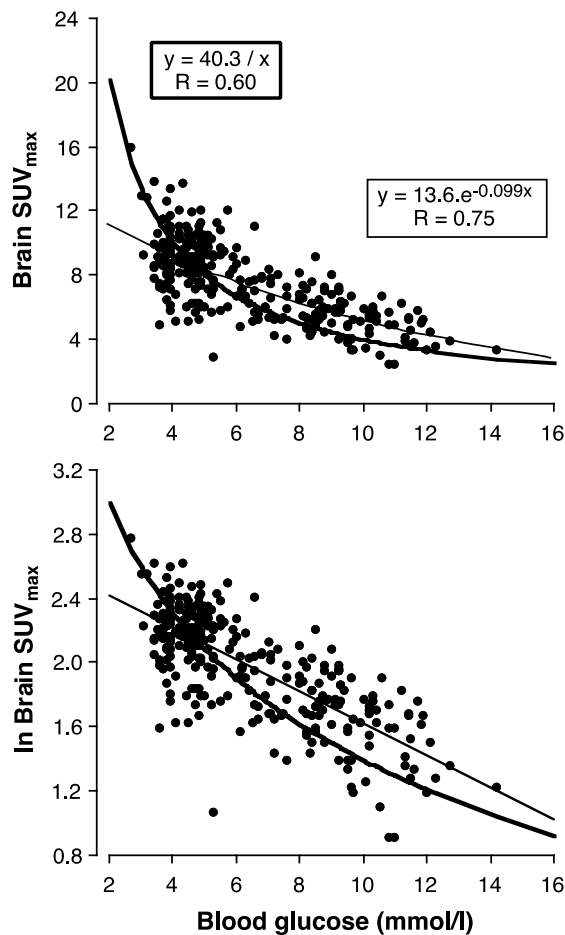 24
20
16
12
8
4
0
Brain SUVmax
y = 40.3 / x
R = 0.60
y = 13.6.e-0.099x
R = 0.75
2 4 6 8 10 12 14 16
3.2
2.8
2.4
2.0
1.6
1.2
0.8
ln Brain SUVmax
2 4 6 8 10 12 14 16
Blood glucose (mmol/l)